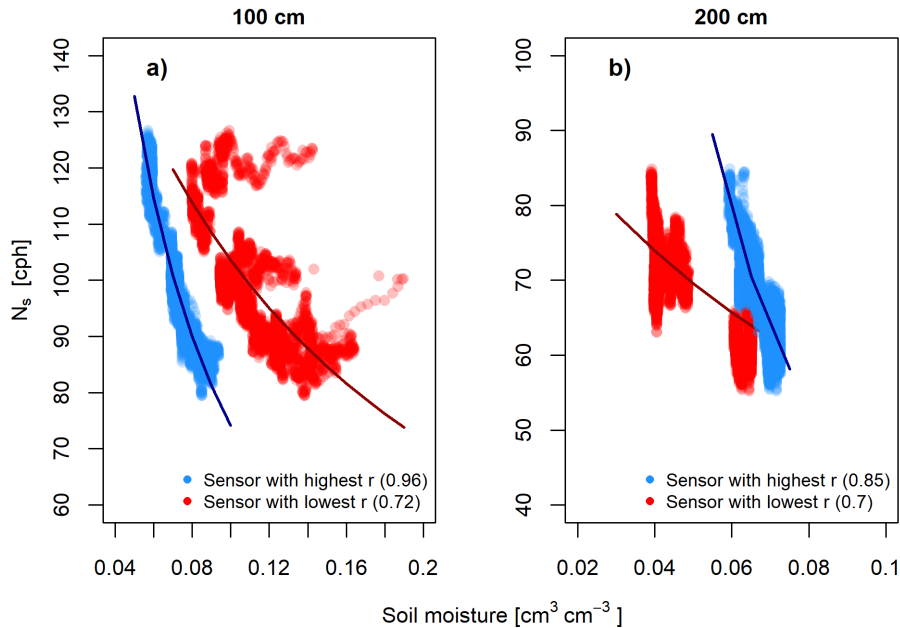 100 cm
200 cm
a)
b)
N_s [cph]
140
130
120
110
100
90
80
70
60
100
90
80
70
60
50
40
Sensor with highest r (0.96)
Sensor with lowest r (0.72)
Sensor with highest r (0.85)
Sensor with lowest r (0.7)
0.04 0.08 0.12 0.16 0.2
0.02 0.04 0.06 0.08 0.1
Soil moisture [cm³ cm⁻³ ]